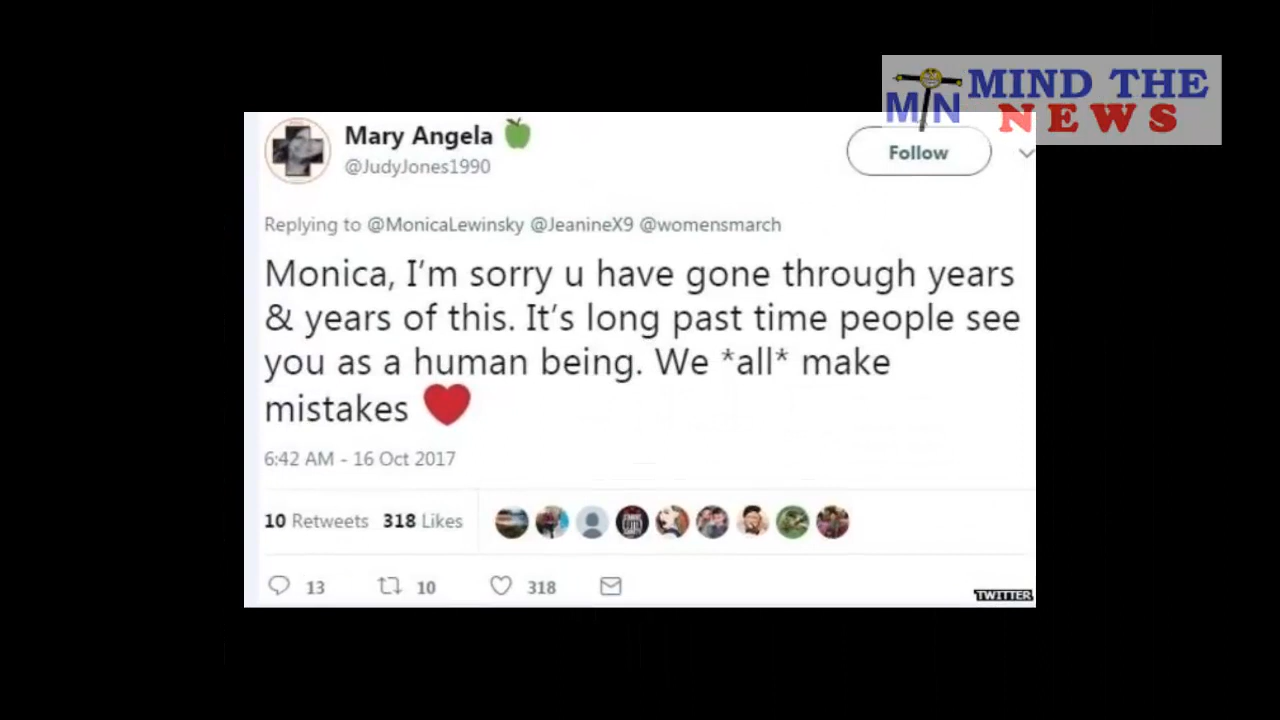 MN MIND THE
NEWS
Mary Angela
@JudyJones1990
Follow
Replying to @MonicaLewinsky @JeanineX9 @womensmarch
Monica, I'm sorry u have gone through years
& years of this. It's long past time people see
you as a human being. We *all* make
mistakes ❤
6:42 AM - 16 Oct 2017
10 Retweets 318 Likes
13 10 318
TWITTER